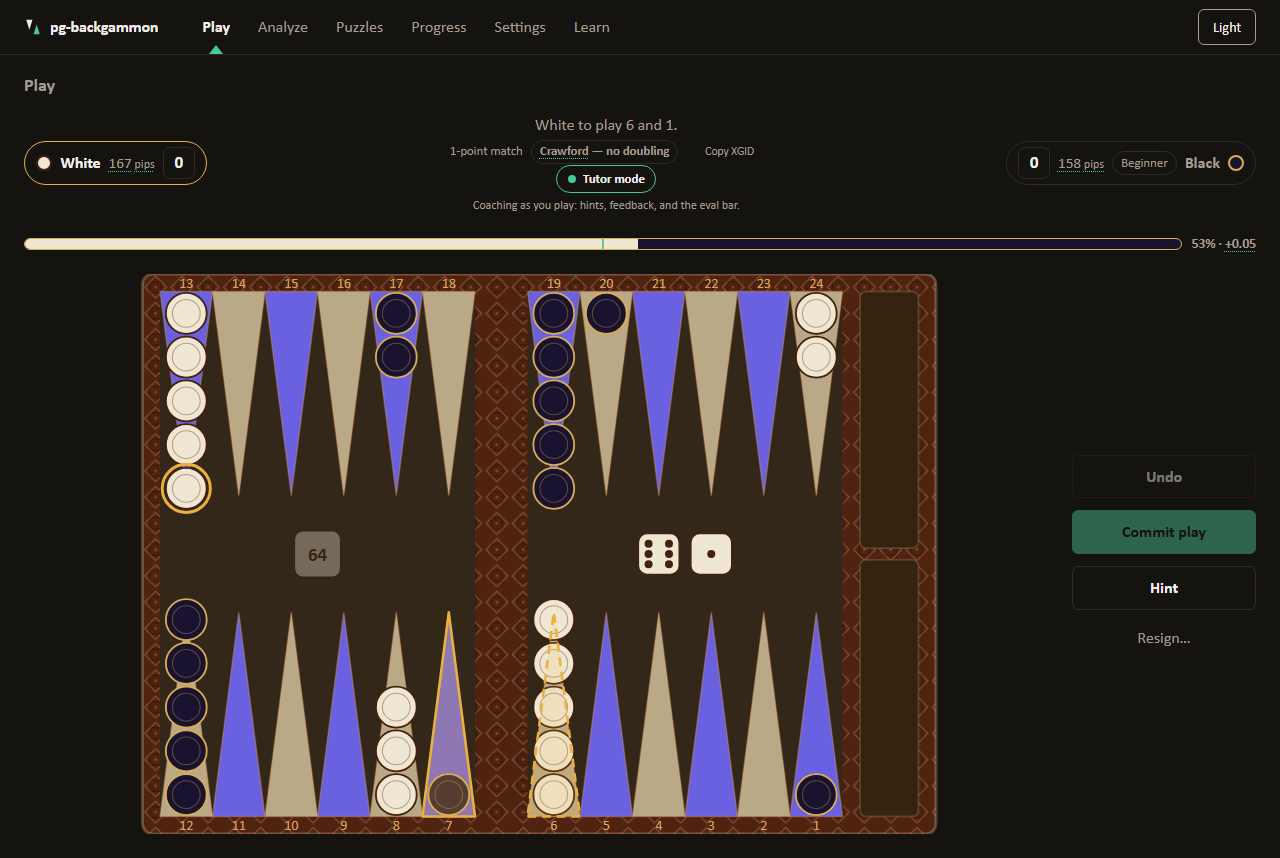 pg-backgammon Play Analyze Puzzles Progress Settings Learn Light
Play
White to play 6 and 1.
White 167 pips 0
1-point match Crawford — no doubling Copy XGID
Tutor mode
Coaching as you play: hints, feedback, and the eval bar.
0 158 pips Beginner Black
53% · +0.05
13 14 15 16 17 18 19 20 21 22 23 24
64
12 11 10 9 8 7 6 5 4 3 2 1
Undo
Commit play
Hint
Resign...